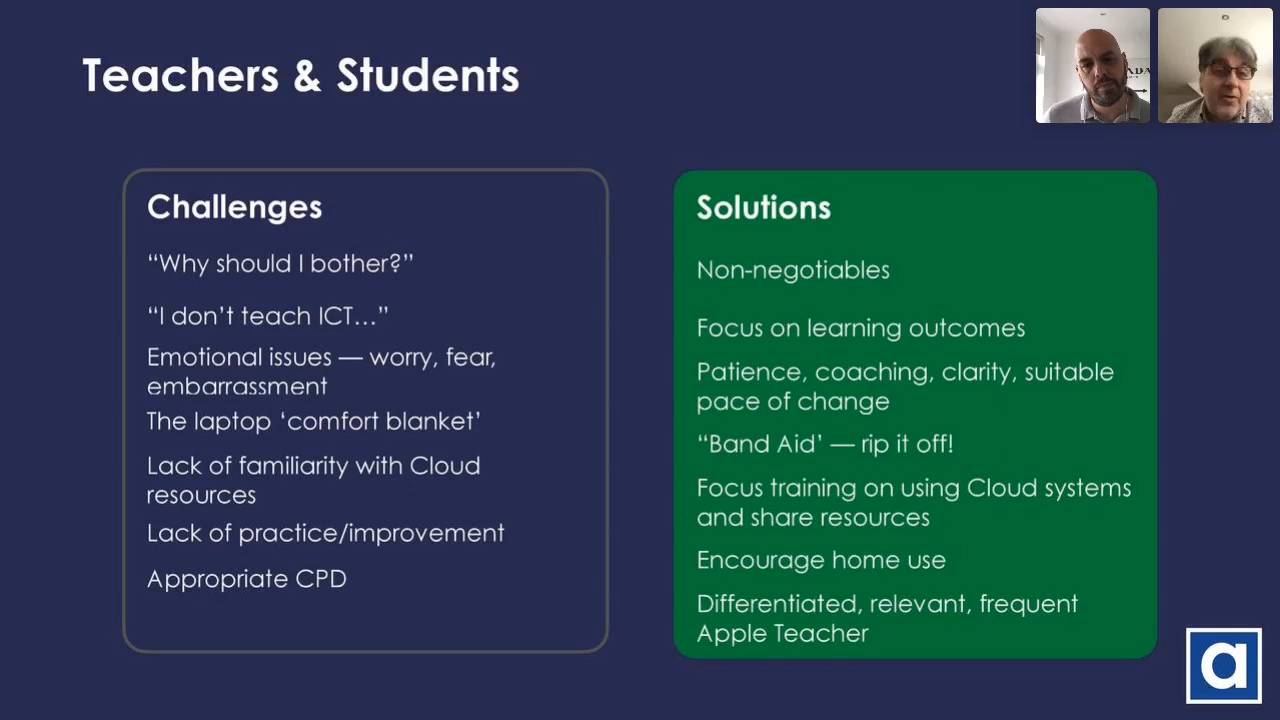 Teachers & Students
Challenges
“Why should I bother?”
“I don’t teach ICT…”
Emotional issues — worry, fear,
embarrassment
The laptop ‘comfort blanket’
Lack of familiarity with Cloud
resources
Lack of practice/improvement
Appropriate CPD
Solutions
Non-negotiables
Focus on learning outcomes
Patience, coaching, clarity, suitable
pace of change
“Band Aid’ — rip it off!
Focus training on using Cloud systems
and share resources
Encourage home use
Differentiated, relevant, frequent
Apple Teacher
a